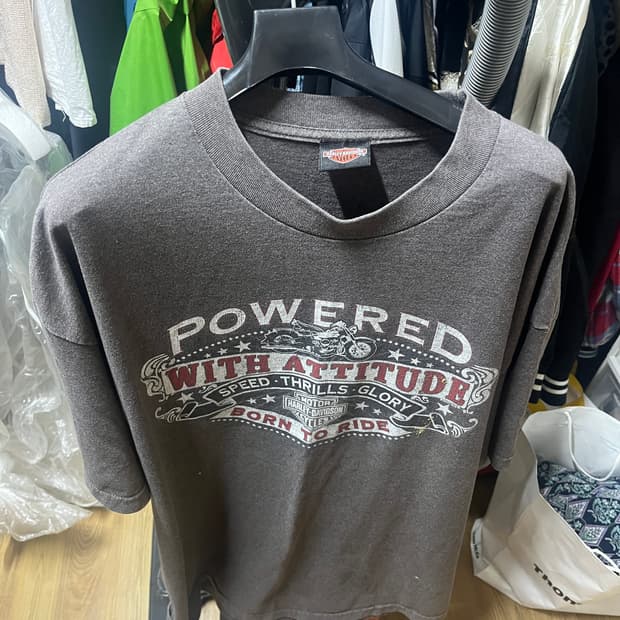 POWERED
WITH ATTITUDE
SPEED · THRILLS · GLORY
MOTOR
HARLEY-DAVIDSON
CYCLES
BORN TO RIDE